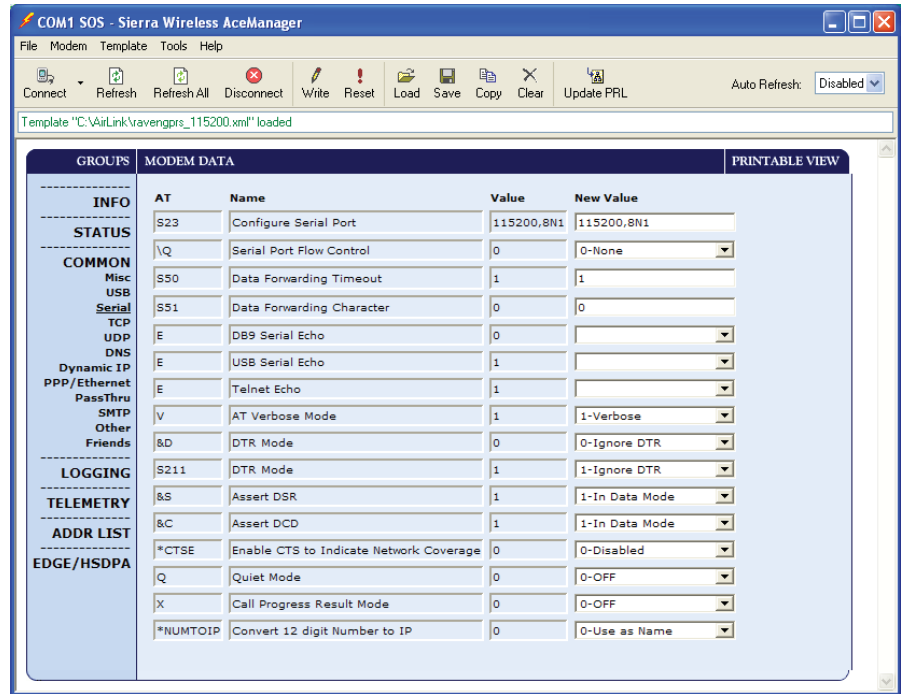 COM1 SOS - Sierra Wireless AceManager
File Modem Template Tools Help
Connect Refresh Refresh All Disconnect Write Reset Load Save Copy Clear Update PRL Auto Refresh: Disabled
Template "C:\AirLink\ravengprs_115200.xml" loaded
GROUPS MODEM DATA PRINTABLE VIEW
INFO
STATUS
COMMON
Misc
USB
Serial
TCP
UDP
DNS
Dynamic IP
PPP/Ethernet
PassThru
SMTP
Other
Friends
LOGGING
TELEMETRY
ADDR LIST
EDGE/HSDPA
AT Name Value New Value
S23 Configure Serial Port 115200,8N1 115200,8N1
\Q Serial Port Flow Control 0 0-None
S50 Data Forwarding Timeout 1 1
S51 Data Forwarding Character 0 0
E DB9 Serial Echo 0
E USB Serial Echo 1
E Telnet Echo 1
V AT Verbose Mode 1 1-Verbose
&D DTR Mode 0 0-Ignore DTR
S211 DTR Mode 1 1-Ignore DTR
&S Assert DSR 1 1-In Data Mode
&C Assert DCD 1 1-In Data Mode
*CTSE Enable CTS to Indicate Network Coverage 0 0-Disabled
Q Quiet Mode 0 0-OFF
X Call Progress Result Mode 0 0-OFF
*NUMTOIP Convert 12 digit Number to IP 0 0-Use as Name